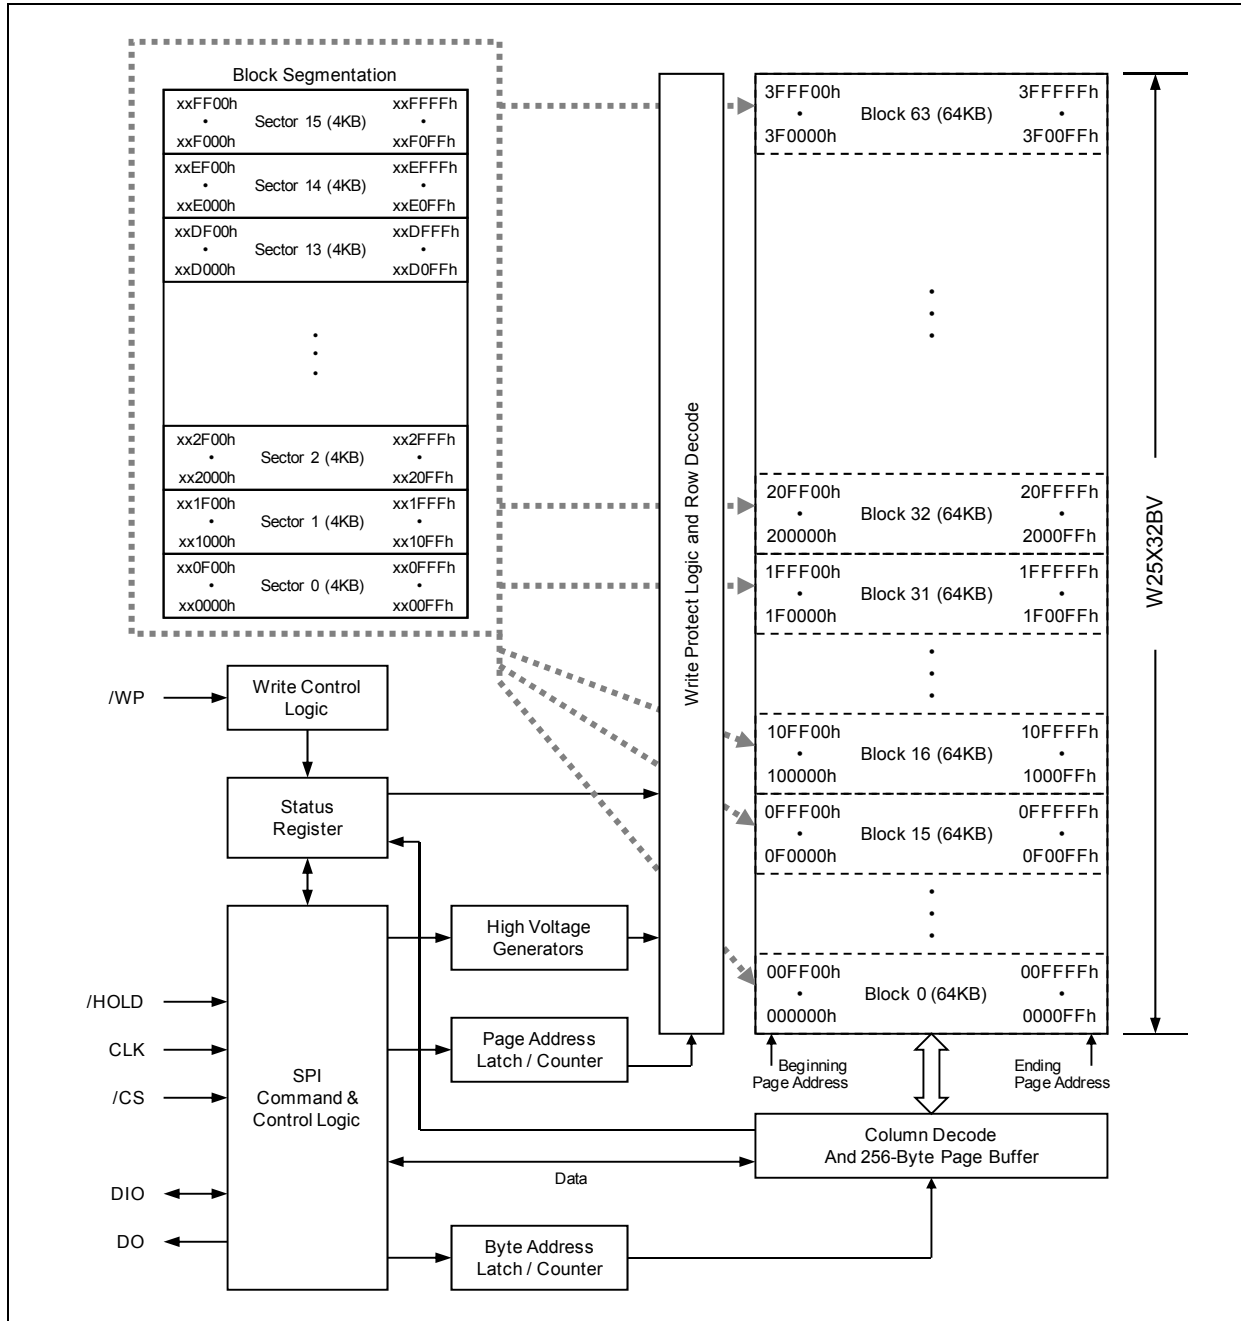 Block Segmentation
xxFF00h xxFFFFh
• Sector 15 (4KB) •
xxF000h xxF0FFh
xxEF00h xxEFFFh
• Sector 14 (4KB) •
xxE000h xxE0FFh
xxDF00h xxDFFFh
• Sector 13 (4KB) •
xxD000h xxD0FFh
xx2F00h xx2FFFh
• Sector 2 (4KB) •
xx2000h xx20FFh
xx1F00h xx1FFFh
• Sector 1 (4KB) •
xx1000h xx10FFh
xx0F00h xx0FFFh
• Sector 0 (4KB) •
xx0000h xx00FFh
Write Protect Logic and Row Decode
3FFF00h 3FFFFFh
• Block 63 (64KB) •
3F0000h 3F00FFh
20FF00h 20FFFFh
• Block 32 (64KB) •
200000h 2000FFh
1FFF00h 1FFFFFh
• Block 31 (64KB) •
1F0000h 1F00FFh
10FF00h 10FFFFh
• Block 16 (64KB) •
100000h 1000FFh
0FFF00h 0FFFFFh
• Block 15 (64KB) •
0F0000h 0F00FFh
00FF00h 00FFFFh
• Block 0 (64KB) •
000000h 0000FFh
W25X32BV
Beginning
Page Address
Ending
Page Address
/WP
Write Control
Logic
Status
Register
High Voltage
Generators
/HOLD
CLK
/CS
DIO
DO
SPI
Command &
Control Logic
Page Address
Latch / Counter
Column Decode
And 256-Byte Page Buffer
Data
Byte Address
Latch / Counter